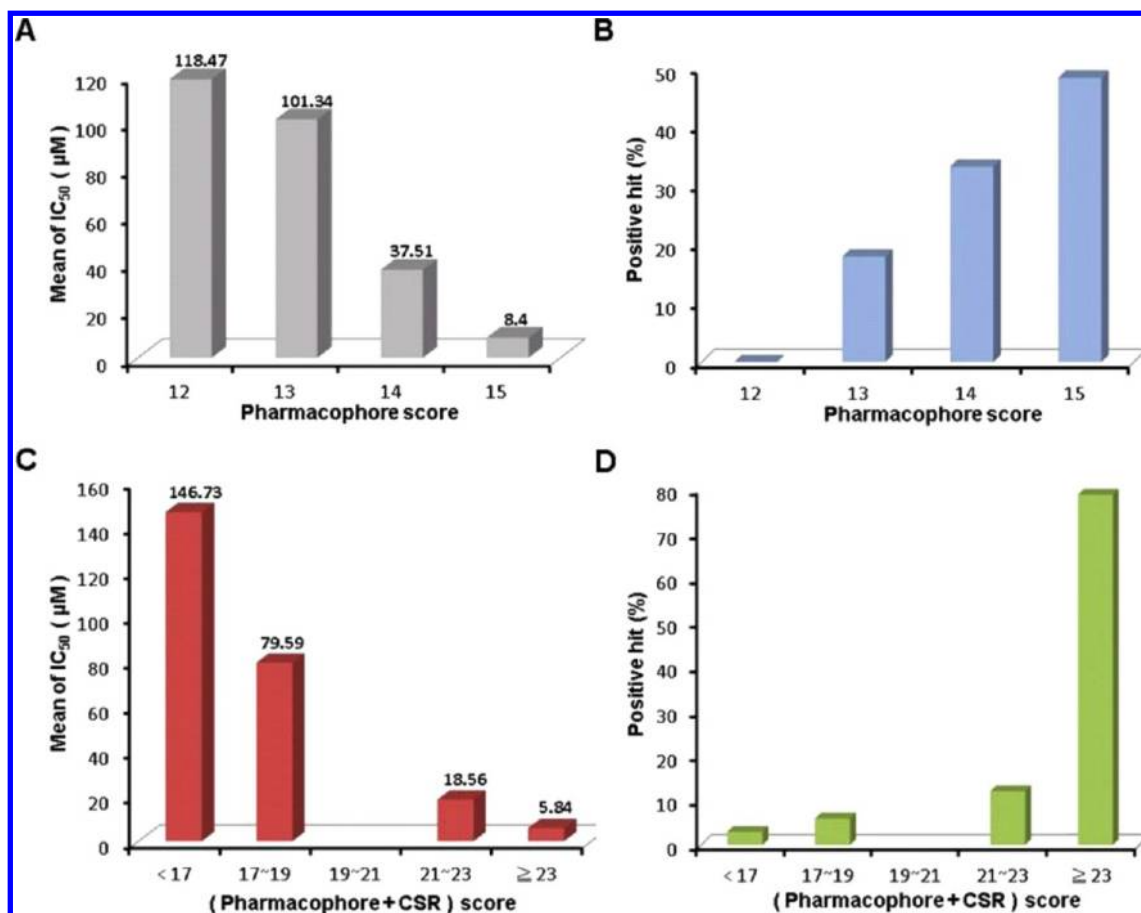 A
Mean of IC50 ( µM )
120
100
80
60
40
20
0
118.47
101.34
37.51
8.4
12 13 14 15
Pharmacophore score
B
Positive hit (%)
50
40
30
20
10
0
12 13 14 15
Pharmacophore score
C
Mean of IC50 ( µM )
160
140
120
100
80
60
40
20
0
146.73
79.59
18.56
5.84
< 17 17~19 19~21 21~23 ≧ 23
( Pharmacophore + CSR ) score
D
Positive hit (%)
80
70
60
50
40
30
20
10
0
< 17 17~19 19~21 21~23 ≧ 23
( Pharmacophore + CSR ) score